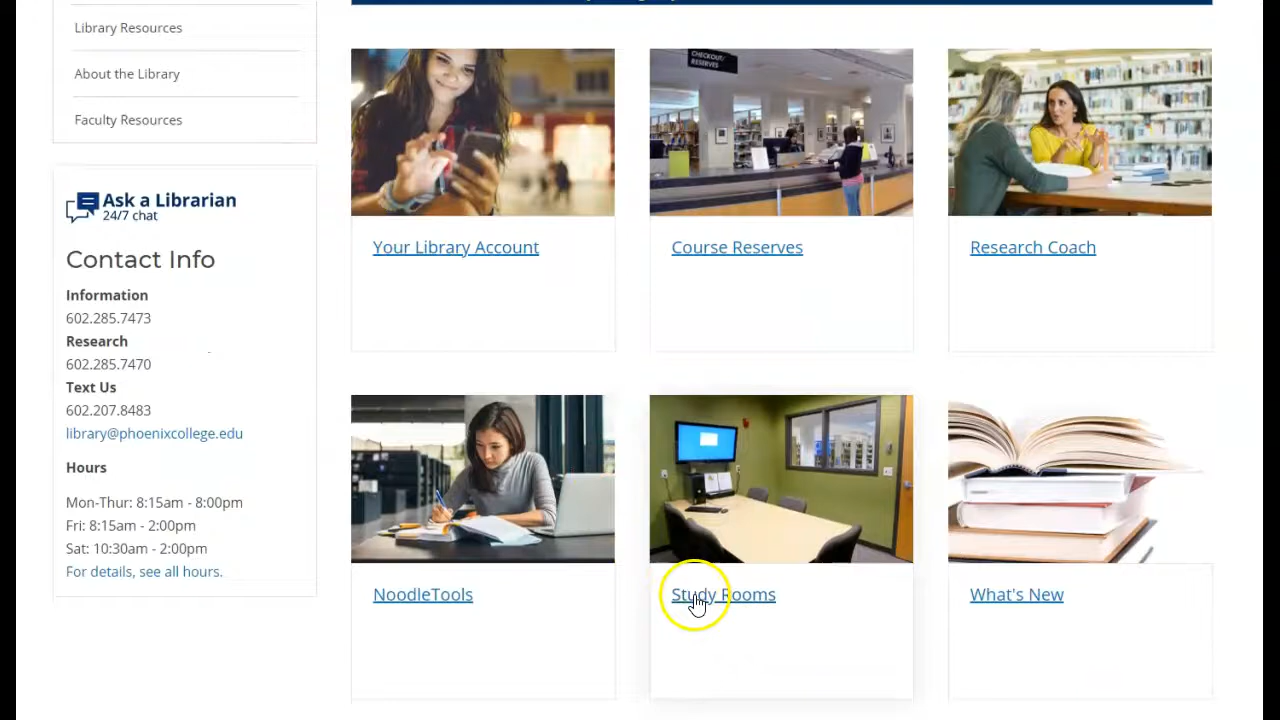 Library Resources
About the Library
Faculty Resources
Ask a Librarian
24/7 chat
Contact Info
Information
602.285.7473
Research
602.285.7470
Text Us
602.207.8483
library@phoenixcollege.edu
Hours
Mon-Thur: 8:15am - 8:00pm
Fri: 8:15am - 2:00pm
Sat: 10:30am - 2:00pm
For details, see all hours.
CHECKOUT/
RESERVES
Your Library Account
Course Reserves
Research Coach
NoodleTools
Study Rooms
What's New